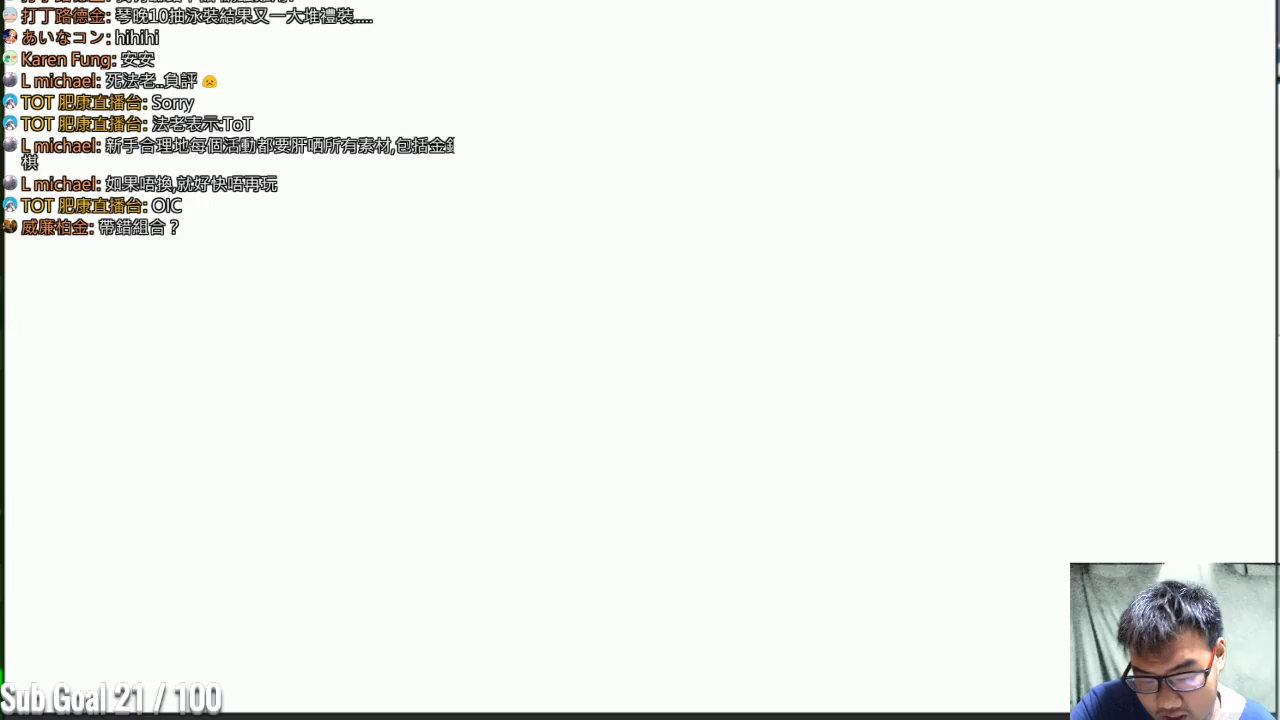 打丁路德金: 琴晚10抽泳裝結果又一大堆禮裝.....
あいなコン: hihihi
Karen Fung: 安安
L michael: 死法老..負評 ☹
TOT 肥康直播台: Sorry
TOT 肥康直播台: 法老表示:ToT
L michael: 新手合理地每個活動都要肝晒所有素材,包括金銀
棋
L michael: 如果唔換,就好快唔再玩
TOT 肥康直播台: OIC
威廉柏金: 帶錯組合？
Sub Goal 21 / 100